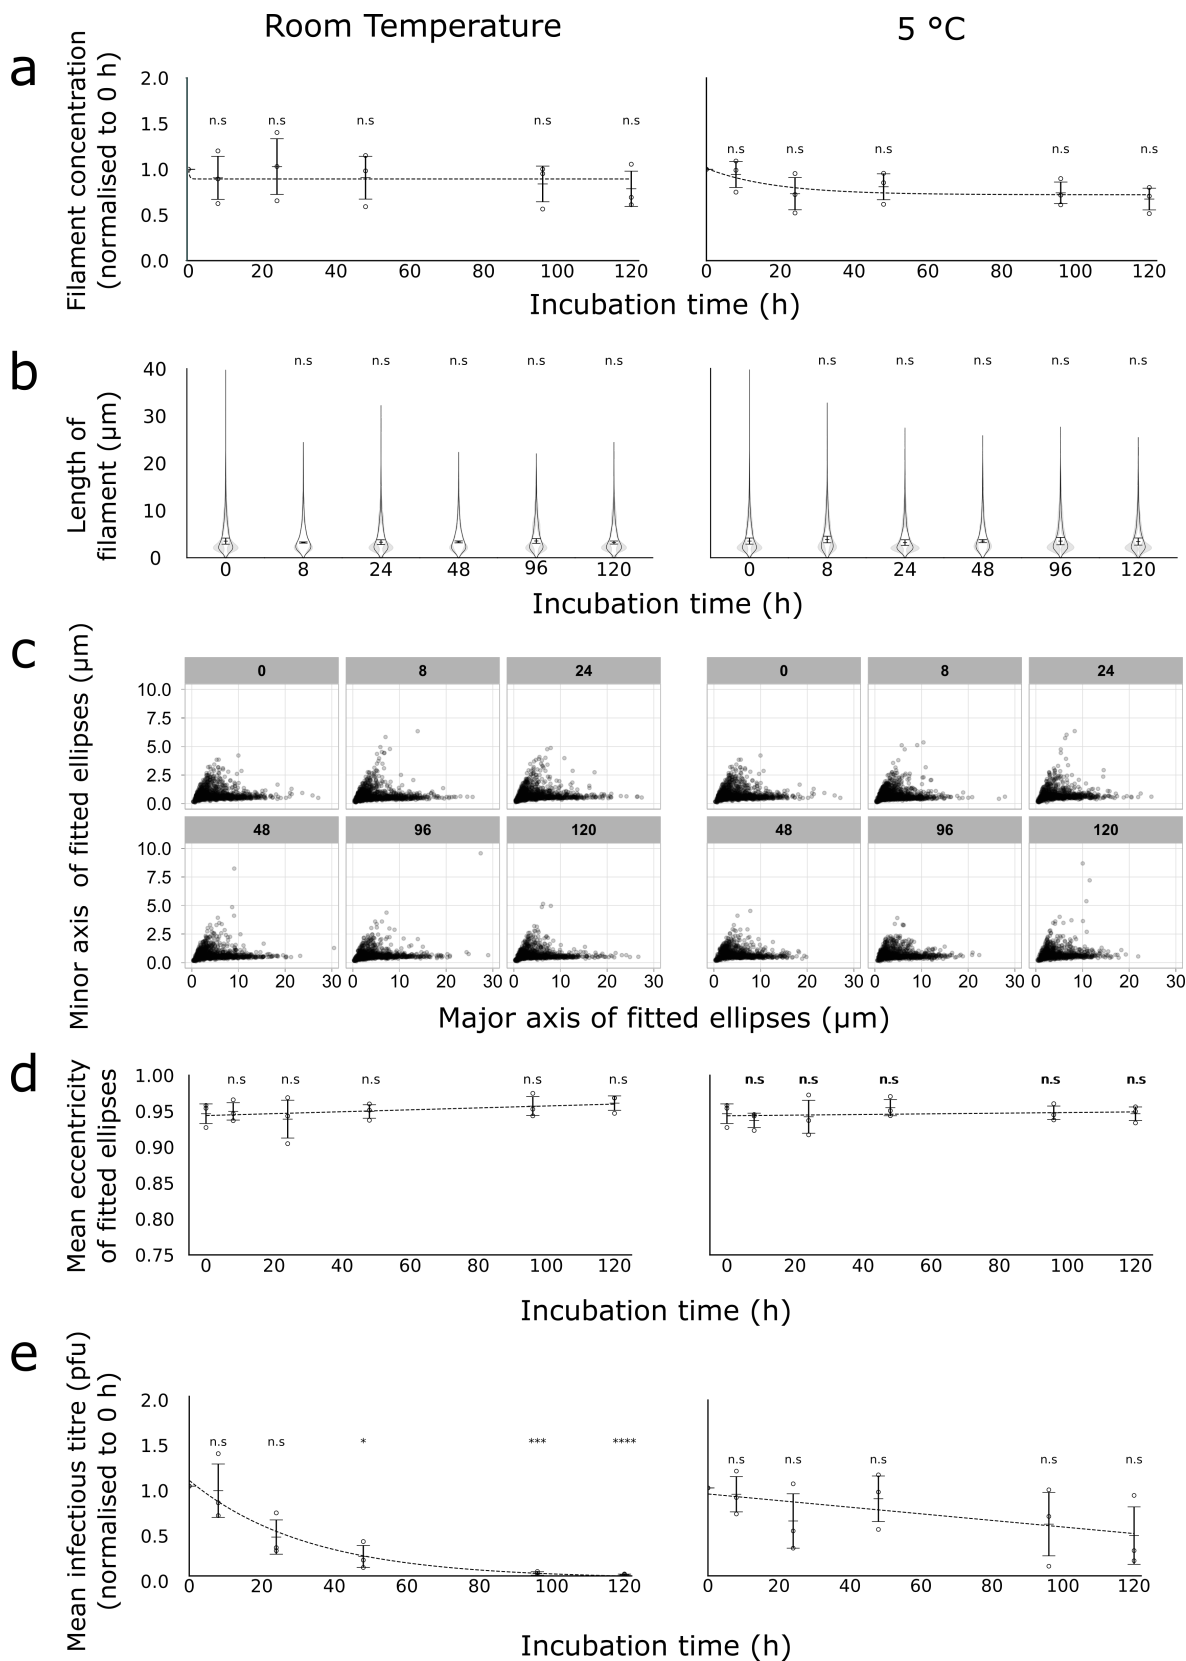 Room Temperature
5 °C
a
Filament concentration
(normalised to 0 h)
2.0
1.5
1.0
0.5
0.0
n.s
n.s
n.s
n.s
n.s
0
20
40
60
80
100
120
n.s
n.s
n.s
n.s
n.s
0
20
40
60
80
100
120
Incubation time (h)
b
Length of
filament (µm)
40
30
20
10
0
n.s
n.s
n.s
n.s
n.s
0
8
24
48
96
120
n.s
n.s
n.s
n.s
n.s
0
8
24
48
96
120
Incubation time (h)
c
Minor axis of fitted ellipses (µm)
0
8
24
0
8
24
10.0
7.5
5.0
2.5
0.0
48
96
120
48
96
120
10.0
7.5
5.0
2.5
0.0
0
10
20
30
0
10
20
30
0
10
20
30
0
10
20
30
0
10
20
30
0
10
20
30
Major axis of fitted ellipses (µm)
d
Mean eccentricity
of fitted ellipses
1.00
0.95
0.90
0.85
0.80
0.75
n.s
n.s
n.s
n.s
n.s
0
20
40
60
80
100
120
n.s
n.s
n.s
n.s
n.s
0
20
40
60
80
100
120
Incubation time (h)
e
Mean infectious titre (pfu)
(normalised to 0 h)
2.0
1.5
1.0
0.5
0.0
n.s
n.s
*
***
****
0
20
40
60
80
100
120
n.s
n.s
n.s
n.s
n.s
0
20
40
60
80
100
120
Incubation time (h)